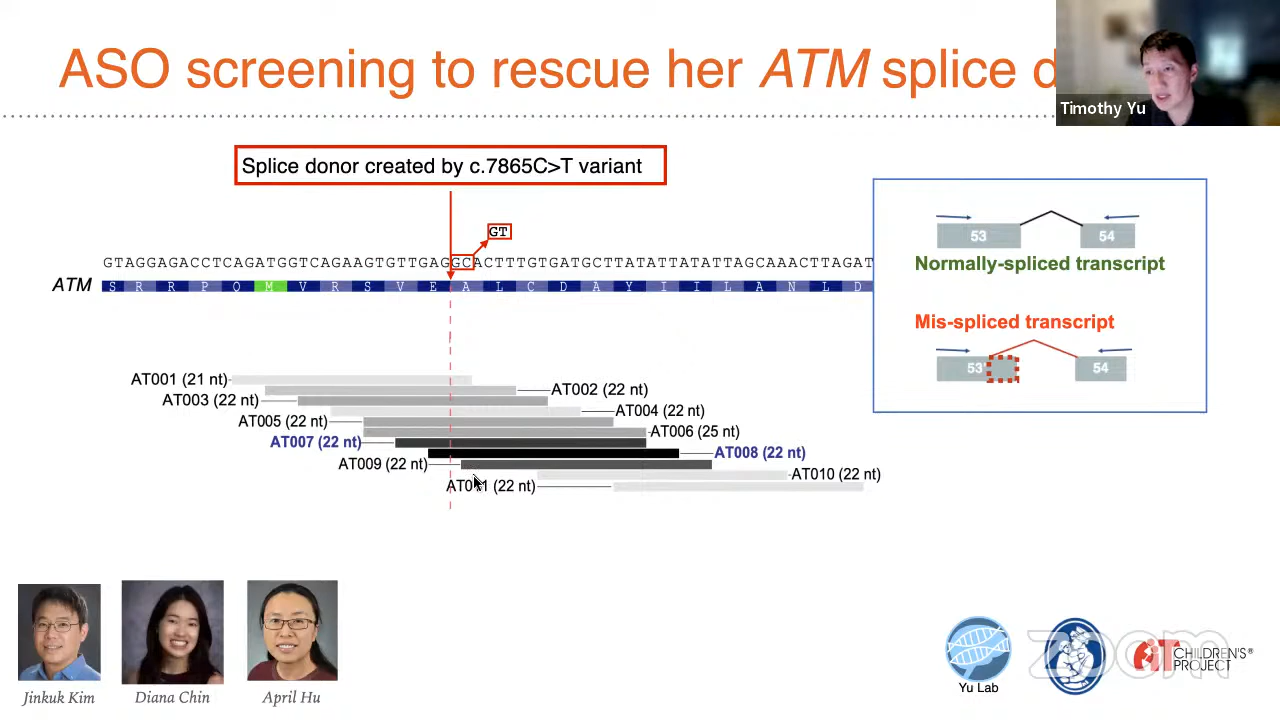 ASO screening to rescue her ATM splice d
Timothy Yu
Splice donor created by c.7865C>T variant
GT
GTAGGAGACCTCAGATGGTCAGAAGTGTTGAGGCACTTTGTGATGCTTATATTATATTAGCAAACTTAGAT
ATM S R R P Q M V R S V E A L C D A Y I I L A N L D
53 54
Normally-spliced transcript
Mis-spliced transcript
53 54
AT001 (21 nt)
AT002 (22 nt)
AT003 (22 nt)
AT004 (22 nt)
AT005 (22 nt)
AT006 (25 nt)
AT007 (22 nt)
AT008 (22 nt)
AT009 (22 nt)
AT010 (22 nt)
AT011 (22 nt)
Jinkuk Kim
Diana Chin
April Hu
Yu Lab
zoom
AT CHILDREN'S®
PROJECT